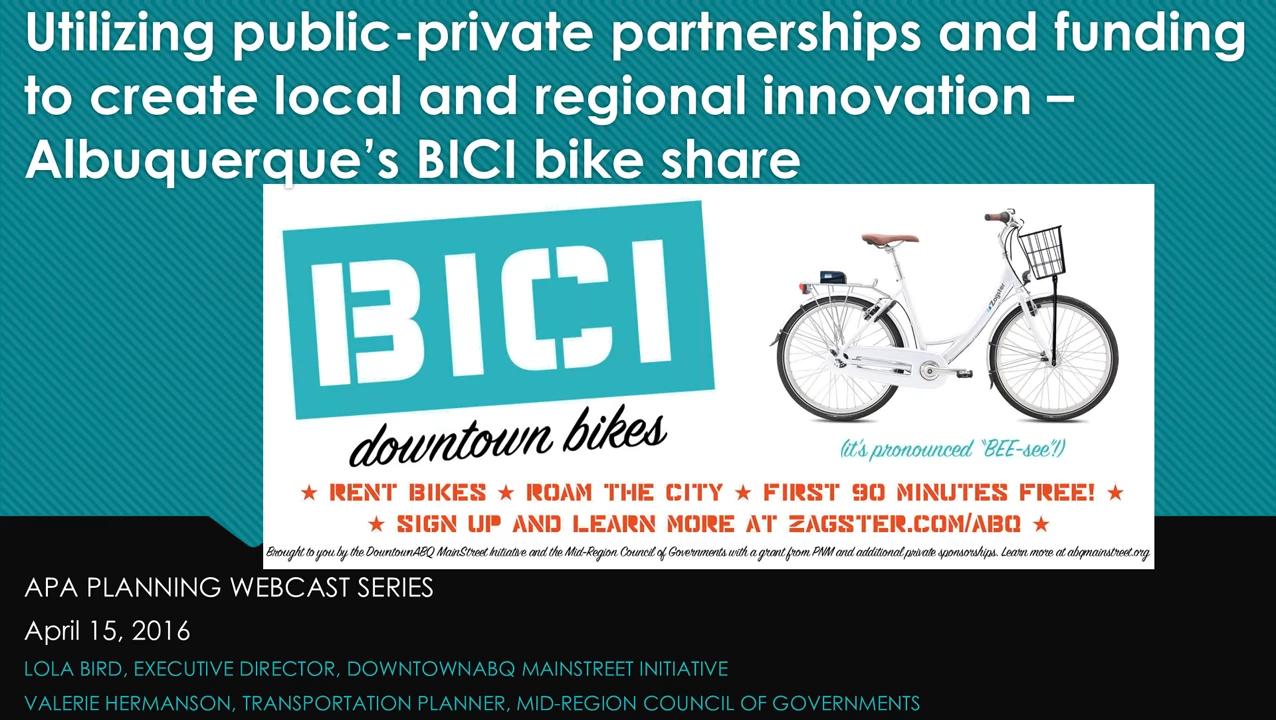 Utilizing public-private partnerships and funding
to create local and regional innovation –
Albuquerque's BICI bike share
BICI
downtown bikes
Zagster
(it's pronounced "BEE-see"!)
★ RENT BIKES ★ ROAM THE CITY ★ FIRST 90 MINUTES FREE! ★
★ SIGN UP AND LEARN MORE AT ZAGSTER.COM/ABQ ★
Brought to you by the DowntownABQ MainStreet Initiative and the Mid-Region Council of Governments with a grant from PNM and additional private sponsorships. Learn more at abqmainstreet.org
APA PLANNING WEBCAST SERIES
April 15, 2016
LOLA BIRD, EXECUTIVE DIRECTOR, DOWNTOWNABQ MAINSTREET INITIATIVE
VALERIE HERMANSON, TRANSPORTATION PLANNER, MID-REGION COUNCIL OF GOVERNMENTS